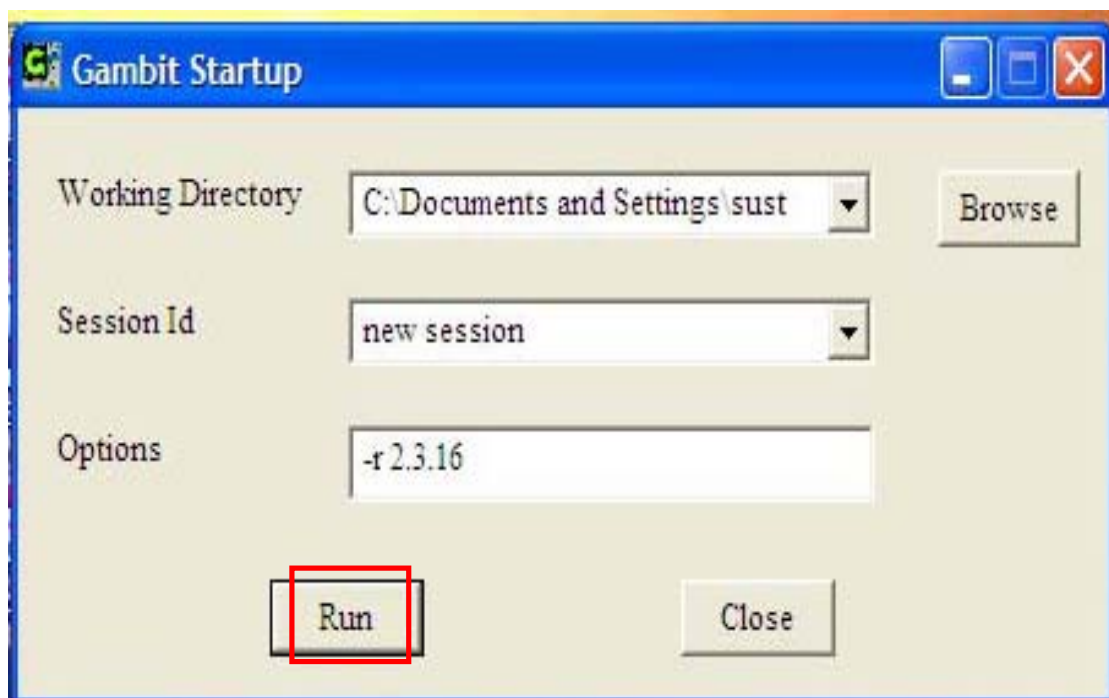 Gambit Startup
Working Directory
C:\Documents and Settings\sust
Browse
Session Id
new session
Options
-r 2.3.16
Run
Close